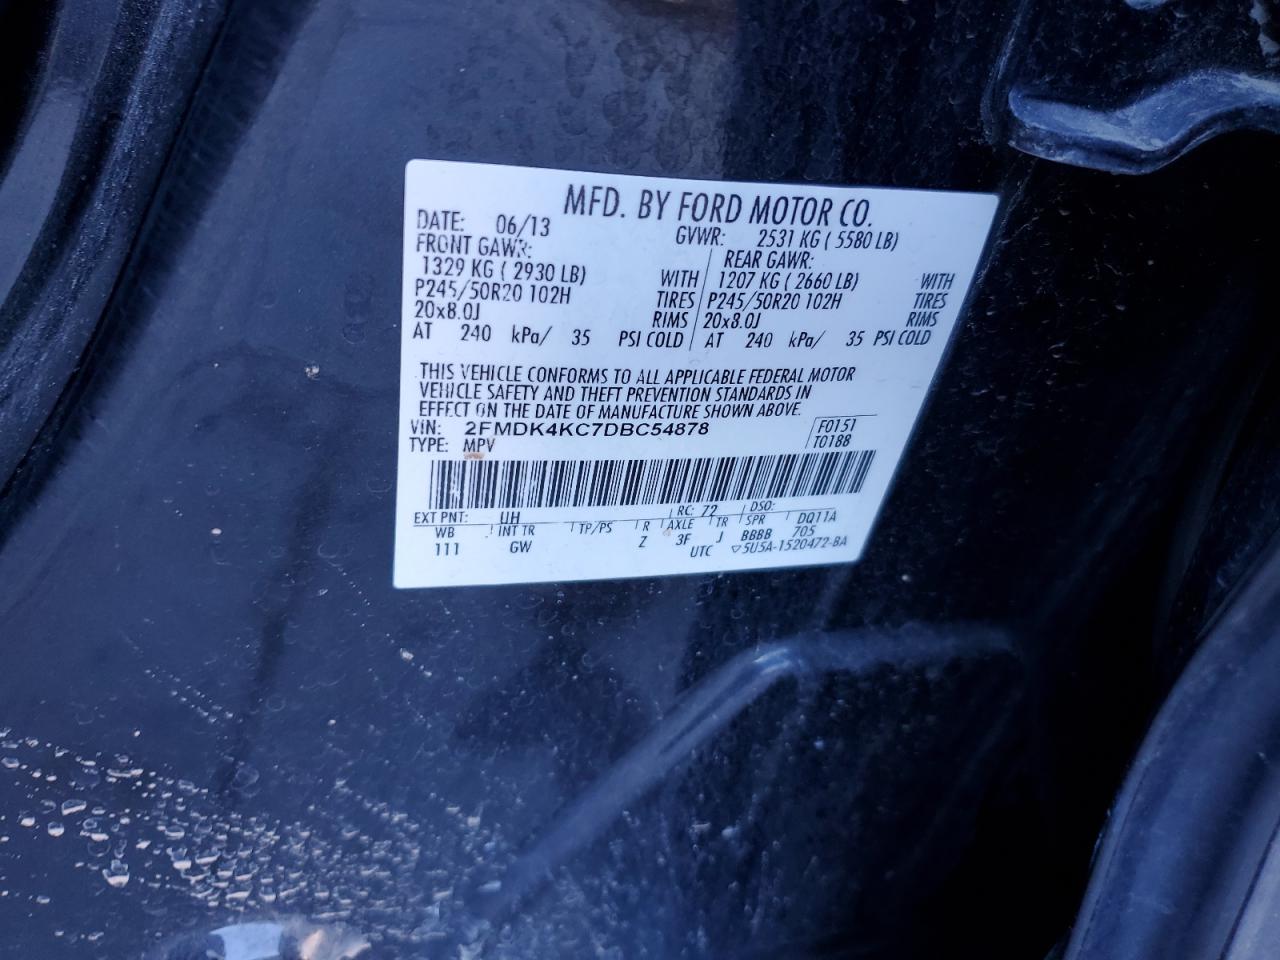 MFD. BY FORD MOTOR CO.
DATE: 06/13 GVWR: 2531 KG ( 5580 LB)
FRONT GAWR: REAR GAWR:
1329 KG ( 2930 LB) WITH 1207 KG ( 2660 LB) WITH
P245/50R20 102H TIRES P245/50R20 102H TIRES
20x8.0J RIMS 20x8.0J RIMS
AT 240 kPa/ 35 PSI COLD AT 240 kPa/ 35 PSI COLD
THIS VEHICLE CONFORMS TO ALL APPLICABLE FEDERAL MOTOR
VEHICLE SAFETY AND THEFT PREVENTION STANDARDS IN
EFFECT ON THE DATE OF MANUFACTURE SHOWN ABOVE.
VIN: 2FMDK4KC7DBC54878 F0151
TYPE: MPV T0188
EXT PNT: UH RC: 72 DSO:
WB INT TR TP/PS R AXLE TR SPR DQ11A
111 GW Z 3F J BBBB 705
UTC ▽5U5A-1520472-BA